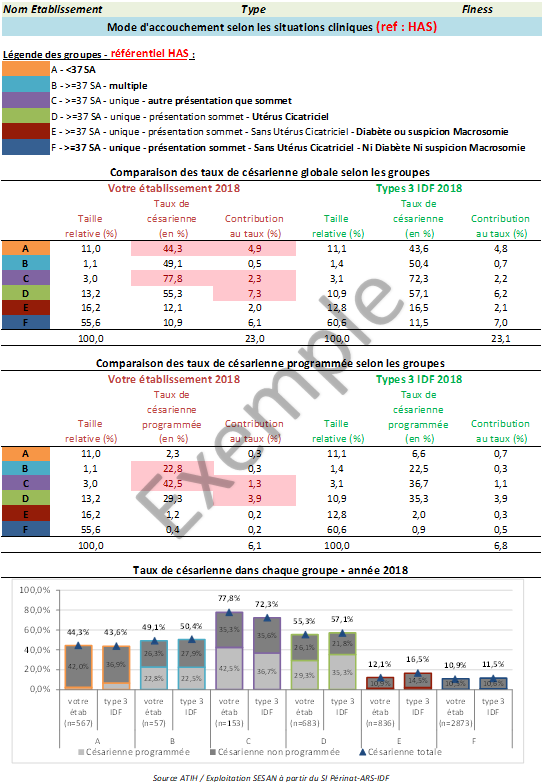 Nom Etablissement Type Finess
Mode d'accouchement selon les situations cliniques (ref : HAS)
Légende des groupes - référentiel HAS :
A - <37 SA
B - >=37 SA - multiple
C - >=37 SA - unique - autre présentation que sommet
D - >=37 SA - unique - présentation sommet - Utérus Cicatriciel
E - >=37 SA - unique - présentation sommet - Sans Utérus Cicatriciel - Diabète ou suspicion Macrosomie
F - >=37 SA - unique - présentation sommet - Sans Utérus Cicatriciel - Ni Diabète Ni suspicion Macrosomie
Comparaison des taux de césarienne globale selon les groupes
Votre établissement 2018 Types 3 IDF 2018
Taille relative (%) Taux de césarienne (en %) Contribution au taux (%) Taille relative (%) Taux de césarienne (en %) Contribution au taux (%)
A 11,0 44,3 4,9 11,1 43,6 4,8
B 1,1 49,1 0,5 1,4 50,4 0,7
C 3,0 77,8 2,3 3,1 72,3 2,2
D 13,2 55,3 7,3 10,9 57,1 6,2
E 16,2 12,1 2,0 12,8 16,5 2,1
F 55,6 10,9 6,1 60,6 11,5 7,0
100,0 23,0 100,0 23,1
Comparaison des taux de césarienne programmée selon les groupes
Votre établissement 2018 Types 3 IDF 2018
Taille relative (%) Taux de césarienne programmée (en %) Contribution au taux (%) Taille relative (%) Taux de césarienne programmée (en %) Contribution au taux (%)
A 11,0 2,3 0,3 11,1 6,6 0,7
B 1,1 22,8 0,3 1,4 22,5 0,3
C 3,0 42,5 1,3 3,1 36,7 1,1
D 13,2 29,3 3,9 10,9 35,3 3,9
E 16,2 1,2 0,2 12,8 2,0 0,3
F 55,6 0,4 0,2 60,6 0,9 0,5
100,0 6,1 100,0 6,8
Exemple
Taux de césarienne dans chaque groupe - année 2018
100,0%
80,0%
60,0%
40,0%
20,0%
0,0%
44,3% 43,6% 49,1% 50,4% 77,8% 72,3% 55,3% 57,1% 12,1% 16,5% 10,9% 11,5%
42,0% 36,9% 26,3% 27,9% 35,3% 35,6% 26,1% 21,8% 10,9% 14,5% 10,5% 10,6%
22,8% 22,5% 42,5% 36,7% 29,3% 35,3%
votre étab (n=567) type 3 IDF votre étab (n=57) type 3 IDF votre étab (n=153) type 3 IDF votre étab (n=683) type 3 IDF votre étab (n=836) type 3 IDF votre étab (n=2873) type 3 IDF
A B C D E F
Césarienne programmée Césarienne non programmée Césarienne totale
Source ATIH / Exploitation SESAN à partir du SI Périnat-ARS-IDF